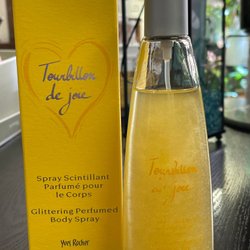 Tourbillon
de joie
Spray Scintillant
Parfumé pour
le Corps
Glittering Perfumed
Body Spray
Yves Rocher
Tourbillon
de joie